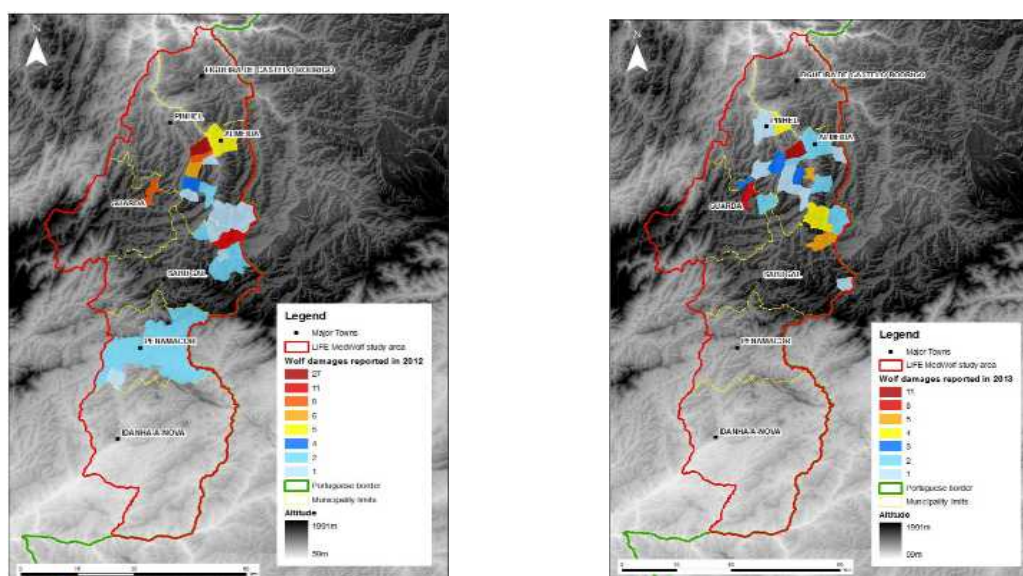 FIGUEIRA DE CASTELO RODRIGO
PINHEL
ALMEIDA
GUARDA
SABUGAL
PENAMACOR
IDANHA-A-NOVA
Legend
Major Towns
LIFE MedWolf study area
Wolf damages reported in 2012
27
11
8
6
5
4
2
1
Portuguese border
Municipality limits
Altitude
1991m
59m
FIGUEIRA DE CASTELO RODRIGO
PINHEL
ALMEIDA
GUARDA
SABUGAL
PENAMACOR
IDANHA-A-NOVA
Legend
Major Towns
LIFE MedWolf study area
Wolf damages reported in 2013
11
5
4
3
2
1
Portuguese border
Municipality limits
Altitude
1991m
59m